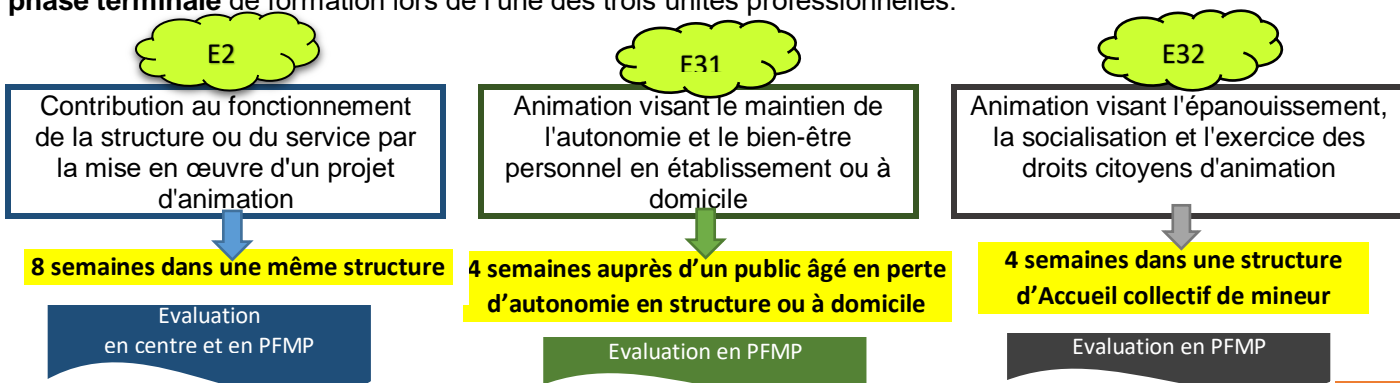 phase terminale de formation lors de l'une des trois unités professionnelles.
E2
Contribution au fonctionnement
de la structure ou du service par
la mise en œuvre d'un projet
d'animation
8 semaines dans une même structure
Evaluation
en centre et en PFMP
E31
Animation visant le maintien de
l'autonomie et le bien-être
personnel en établissement ou à
domicile
4 semaines auprès d’un public âgé en perte
d’autonomie en structure ou à domicile
Evaluation en PFMP
E32
Animation visant l'épanouissement,
la socialisation et l'exercice des
droits citoyens d'animation
4 semaines dans une structure
d’Accueil collectif de mineur
Evaluation en PFMP